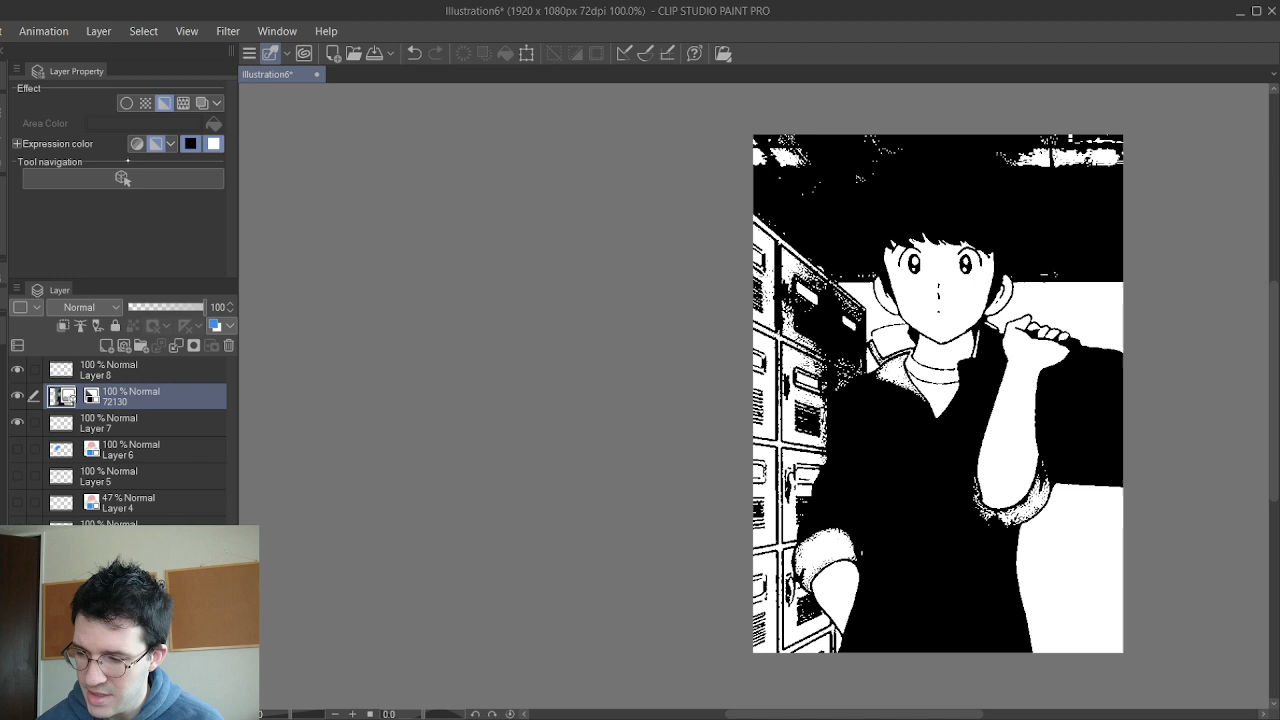 Illustration6* (1920 x 1080px 72dpi 100.0%) - CLIP STUDIO PAINT PRO
Animation Layer Select View Filter Window Help
Layer Property
Illustration6*
Effect
Area Color
Expression color
Tool navigation
Layer
Normal 100
100 % Normal
Layer 8
100 % Normal
72130
100 % Normal
Layer 7
100 % Normal
Layer 6
100 % Normal
Layer 5
47 % Normal
Layer 4
100 % Normal
0.0